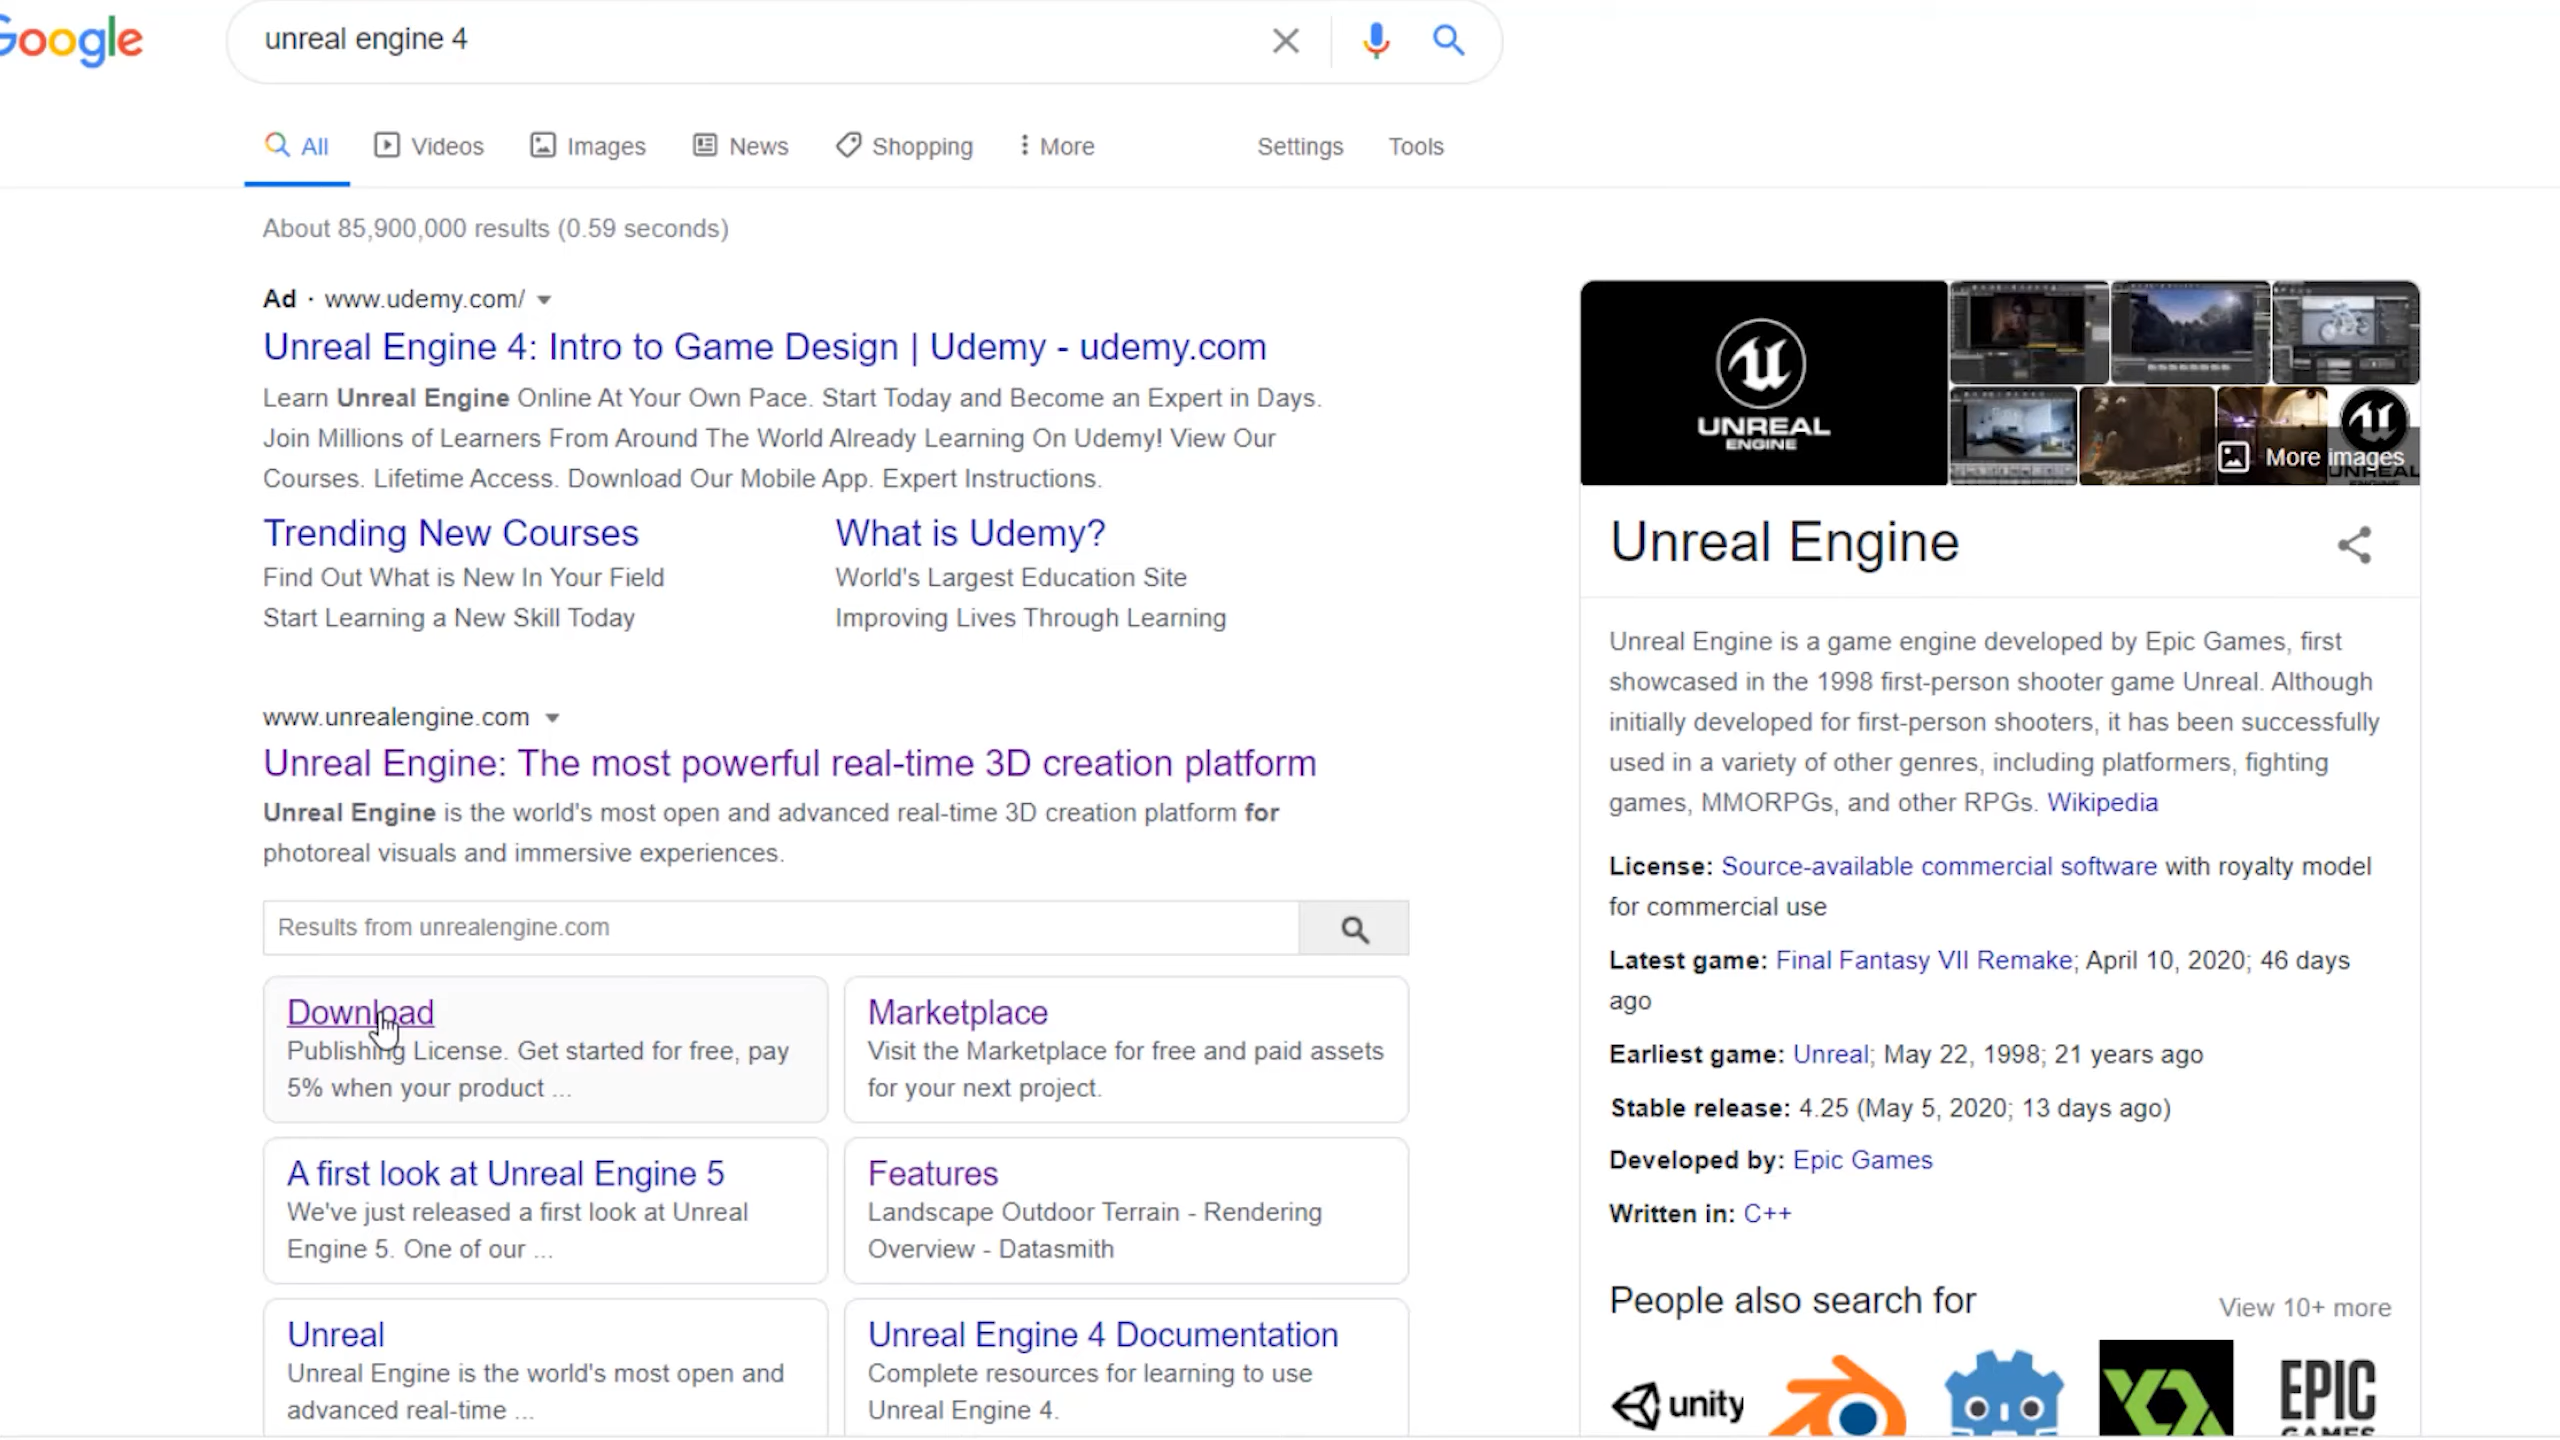 Google
unreal engine 4
All
Videos
Images
News
Shopping
More
Settings
Tools
About 85,900,000 results (0.59 seconds)
Ad · www.udemy.com/
Unreal Engine 4: Intro to Game Design | Udemy - udemy.com
Learn Unreal Engine Online At Your Own Pace. Start Today and Become an Expert in Days.
Join Millions of Learners From Around The World Already Learning On Udemy! View Our
Courses. Lifetime Access. Download Our Mobile App. Expert Instructions.
Trending New Courses
Find Out What is New In Your Field
Start Learning a New Skill Today
What is Udemy?
World's Largest Education Site
Improving Lives Through Learning
www.unrealengine.com
Unreal Engine: The most powerful real-time 3D creation platform
Unreal Engine is the world's most open and advanced real-time 3D creation platform for
photoreal visuals and immersive experiences.
Results from unrealengine.com
Download
Publishing License. Get started for free, pay
5% when your product ...
Marketplace
Visit the Marketplace for free and paid assets
for your next project.
A first look at Unreal Engine 5
We've just released a first look at Unreal
Engine 5. One of our ...
Features
Landscape Outdoor Terrain - Rendering
Overview - Datasmith
Unreal
Unreal Engine is the world's most open and
advanced real-time ...
Unreal Engine 4 Documentation
Complete resources for learning to use
Unreal Engine 4.
UNREAL
ENGINE
More images
UNREAL
ENGINE
Unreal Engine
Unreal Engine is a game engine developed by Epic Games, first
showcased in the 1998 first-person shooter game Unreal. Although
initially developed for first-person shooters, it has been successfully
used in a variety of other genres, including platformers, fighting
games, MMORPGs, and other RPGs. Wikipedia
License: Source-available commercial software with royalty model
for commercial use
Latest game: Final Fantasy VII Remake; April 10, 2020; 46 days
ago
Earliest game: Unreal; May 22, 1998; 21 years ago
Stable release: 4.25 (May 5, 2020; 13 days ago)
Developed by: Epic Games
Written in: C++
People also search for
View 10+ more
unity
EPIC
GAMES